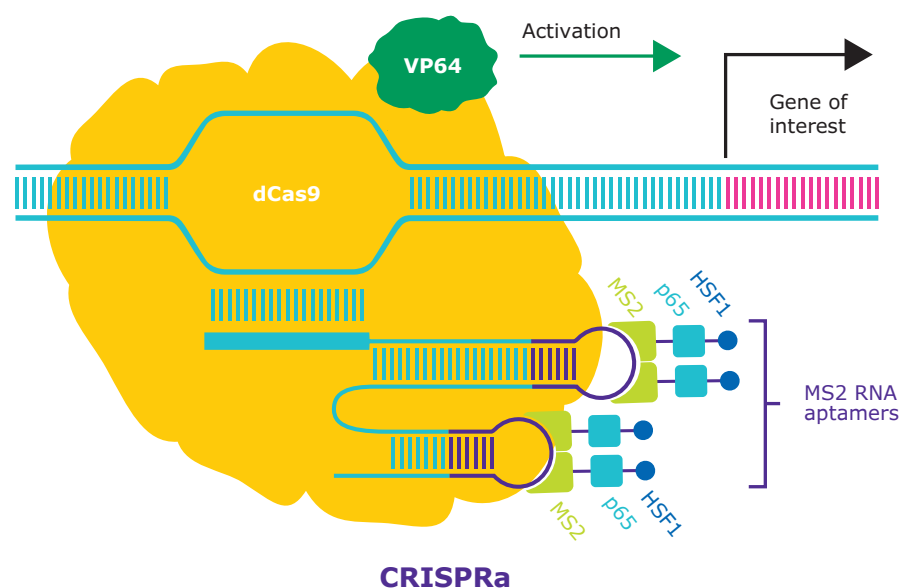 VP64
Activation
Gene of
interest
dCas9
MS2
p65
HSF1
MS2 RNA
aptamers
MS2
p65
HSF1
CRISPRa